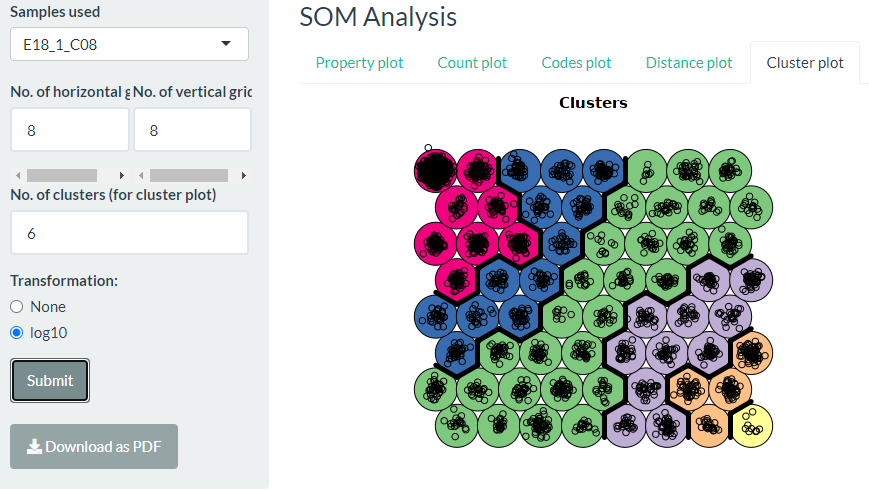 Samples used
E18_1_C08
No. of horizontal g No. of vertical gric
8 8
No. of clusters (for cluster plot)
6
Transformation:
None
log10
Submit
Download as PDF
SOM Analysis
Property plot Count plot Codes plot Distance plot Cluster plot
Clusters